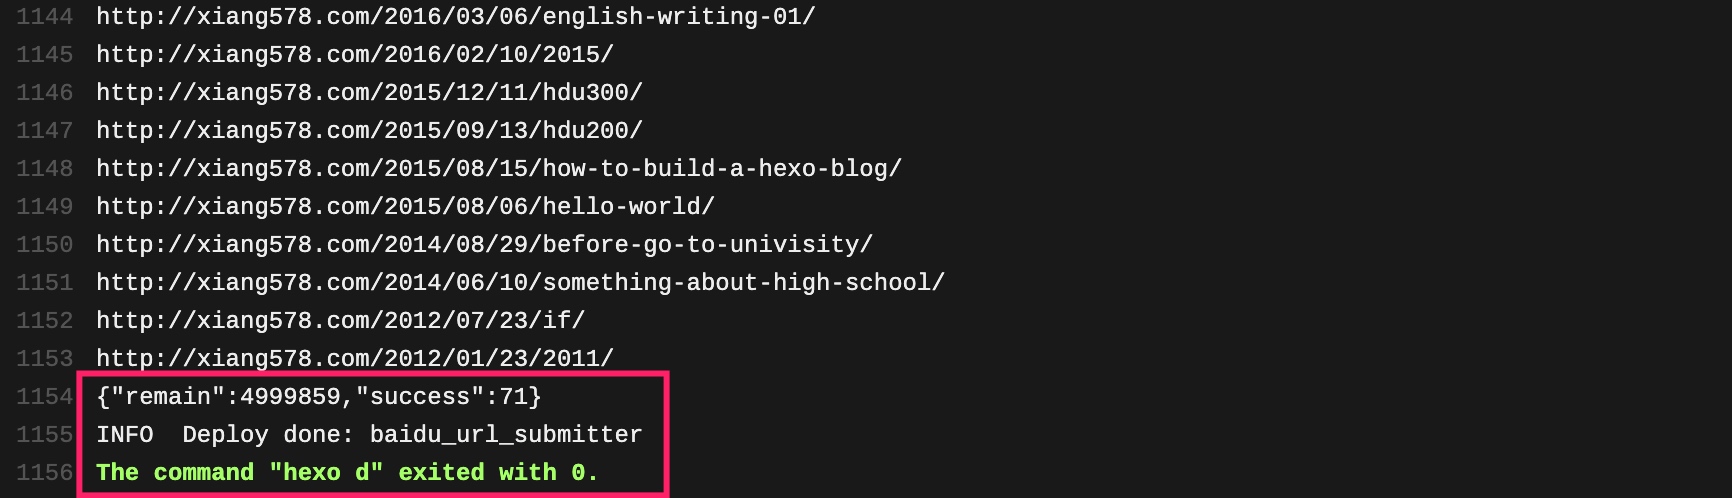 1144 http://xiang578.com/2016/03/06/english-writing-01/
1145 http://xiang578.com/2016/02/10/2015/
1146 http://xiang578.com/2015/12/11/hdu300/
1147 http://xiang578.com/2015/09/13/hdu200/
1148 http://xiang578.com/2015/08/15/how-to-build-a-hexo-blog/
1149 http://xiang578.com/2015/08/06/hello-world/
1150 http://xiang578.com/2014/08/29/before-go-to-univisity/
1151 http://xiang578.com/2014/06/10/something-about-high-school/
1152 http://xiang578.com/2012/07/23/if/
1153 http://xiang578.com/2012/01/23/2011/
1154 {"remain":4999859,"success":71}
1155 INFO  Deploy done: baidu_url_submitter
1156 The command "hexo d" exited with 0.